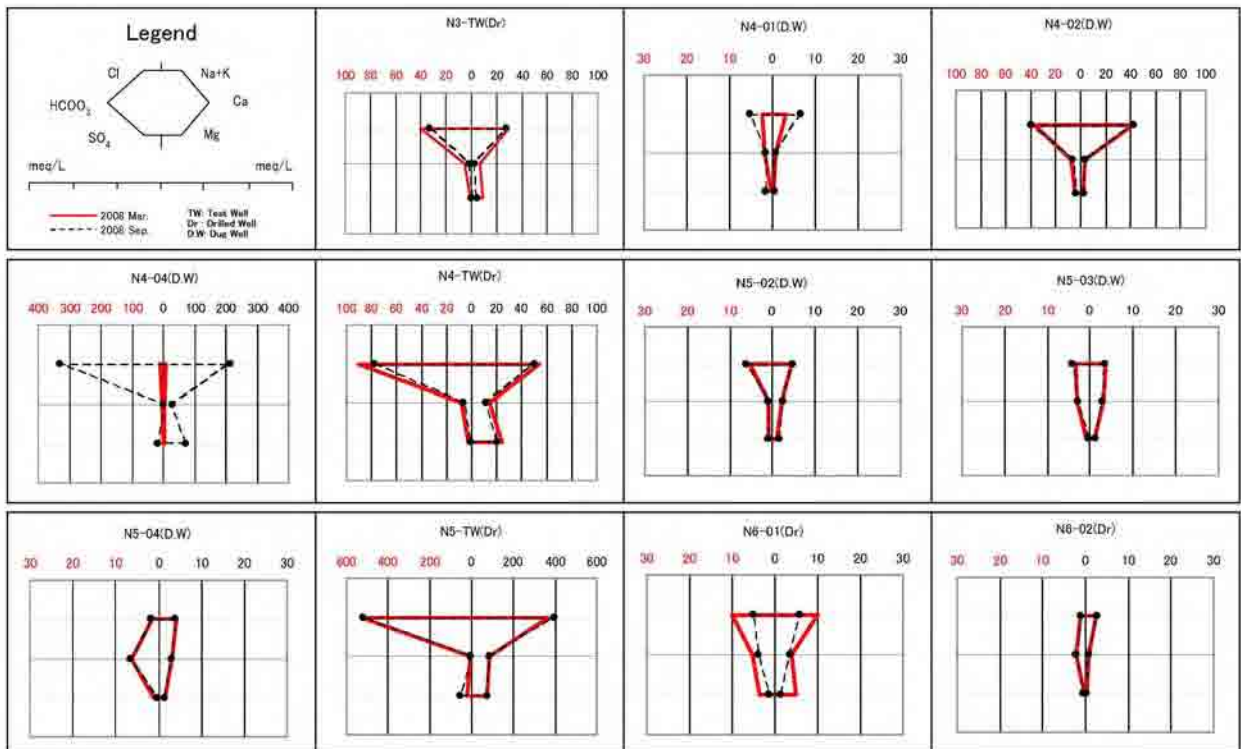 Legend
Cl Na+K
HCOO3 Ca
SO4 Mg
meq/L meq/L
2006 Mar. TW: Test Well
2006 Sep. Dr : Drilled Well
D.W: Dug Well
N3-TW(Dr)
100 80 60 40 20 0 20 40 60 80 100
N4-01(D.W)
30 20 10 0 10 20 30
N4-02(D.W)
100 80 60 40 20 0 20 40 60 80 100
N4-04(D.W)
400 300 200 100 0 100 200 300 400
N4-TW(Dr)
100 80 60 40 20 0 20 40 60 80 100
N5-02(D.W)
30 20 10 0 10 20 30
N5-03(D.W)
30 20 10 0 10 20 30
N5-04(D.W)
30 20 10 0 10 20 30
N5-TW(Dr)
600 400 200 0 200 400 600
N6-01(Dr)
30 20 10 0 10 20 30
N6-02(Dr)
30 20 10 0 10 20 30